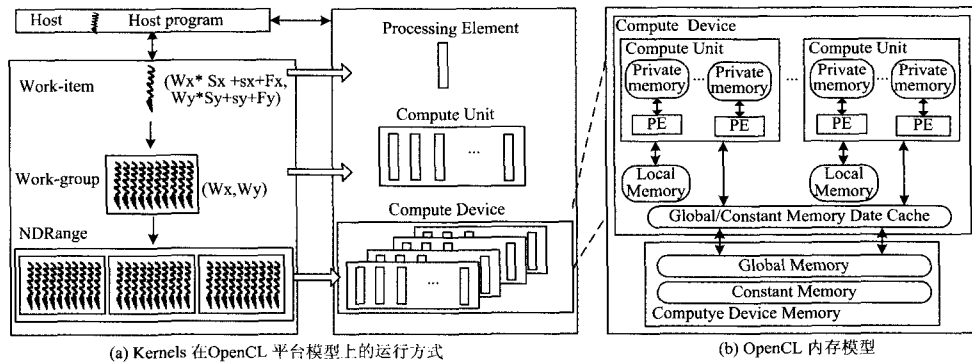 Host Host program
Processing Element
Work-item
(Wx* Sx +sx+Fx,
Wy*Sy+sy+Fy)
Compute Unit
...
Work-group
(Wx,Wy)
NDRange
Compute Device
...
(a) Kernels 在OpenCL 平台模型上的运行方式
Compute Device
Compute Unit
Compute Unit
Private memory ... Private memory
...
Private memory ... Private memory
PE PE PE PE
Local Memory
Local Memory
Global/Constant Memory Date Cache
Global Memory
Constant Memory
Computye Device Memory
(b) OpenCL 内存模型